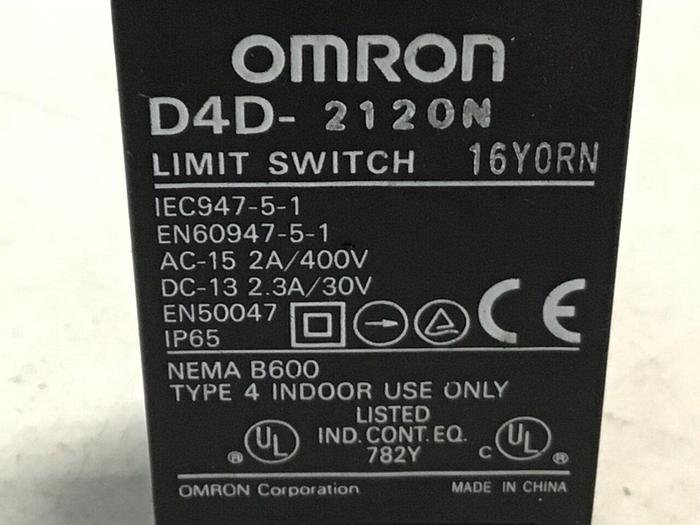 OMRON
D4D- 2120N
LIMIT SWITCH 16Y0RN
IEC947-5-1
EN60947-5-1
AC-15 2A/400V
DC-13 2.3A/30V
EN50047
IP65
CE
NEMA B600
TYPE 4 INDOOR USE ONLY
LISTED
UL ® IND. CONT. EQ. C UL ®
782Y
OMRON Corporation MADE IN CHINA